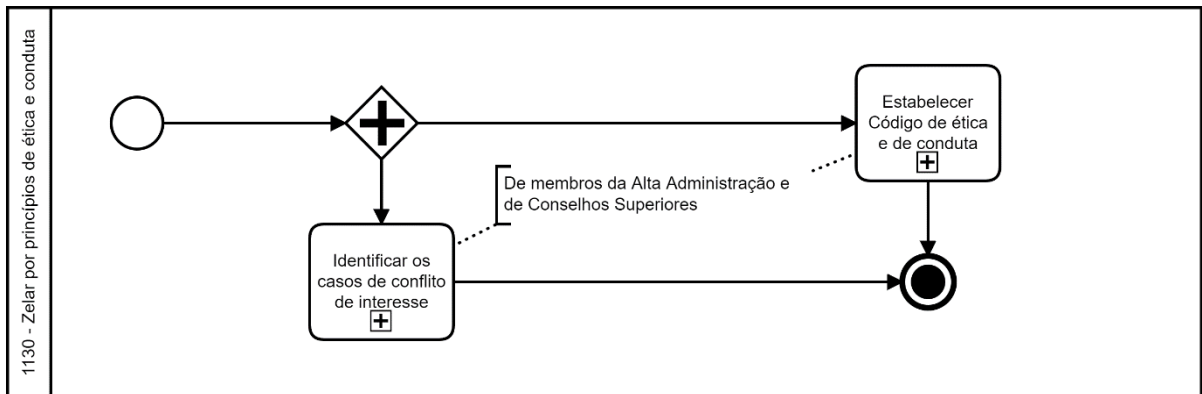 1130 - Zelar por princípios de ética e conduta
Estabelecer
Código de ética
e de conduta
De membros da Alta Administração e
de Conselhos Superiores
Identificar os
casos de conflito
de interesse